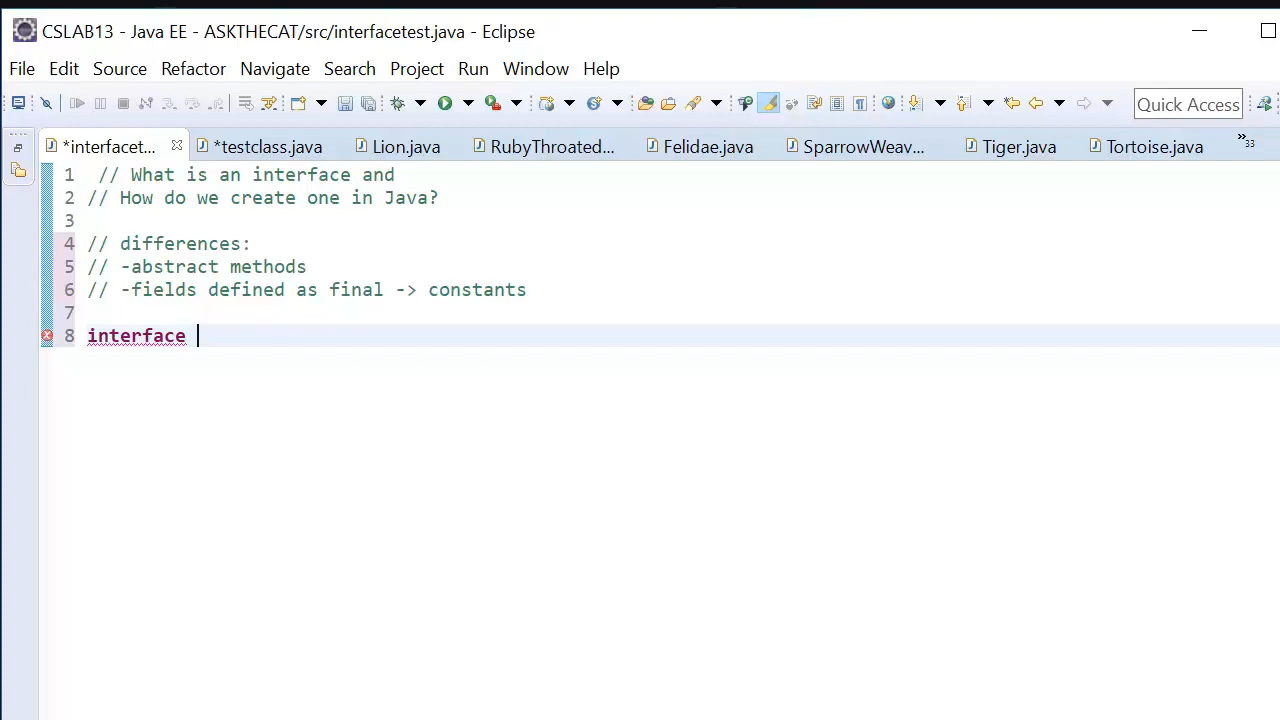 CSLAB13 - Java EE - ASKTHECAT/src/interfacetest.java - Eclipse
File Edit Source Refactor Navigate Search Project Run Window Help
Quick Access
*interfacet... *testclass.java Lion.java RubyThroated... Felidae.java SparrowWeav... Tiger.java Tortoise.java »33
1 // What is an interface and
2 // How do we create one in Java?
3
4 // differences:
5 // -abstract methods
6 // -fields defined as final -> constants
7
8 interface